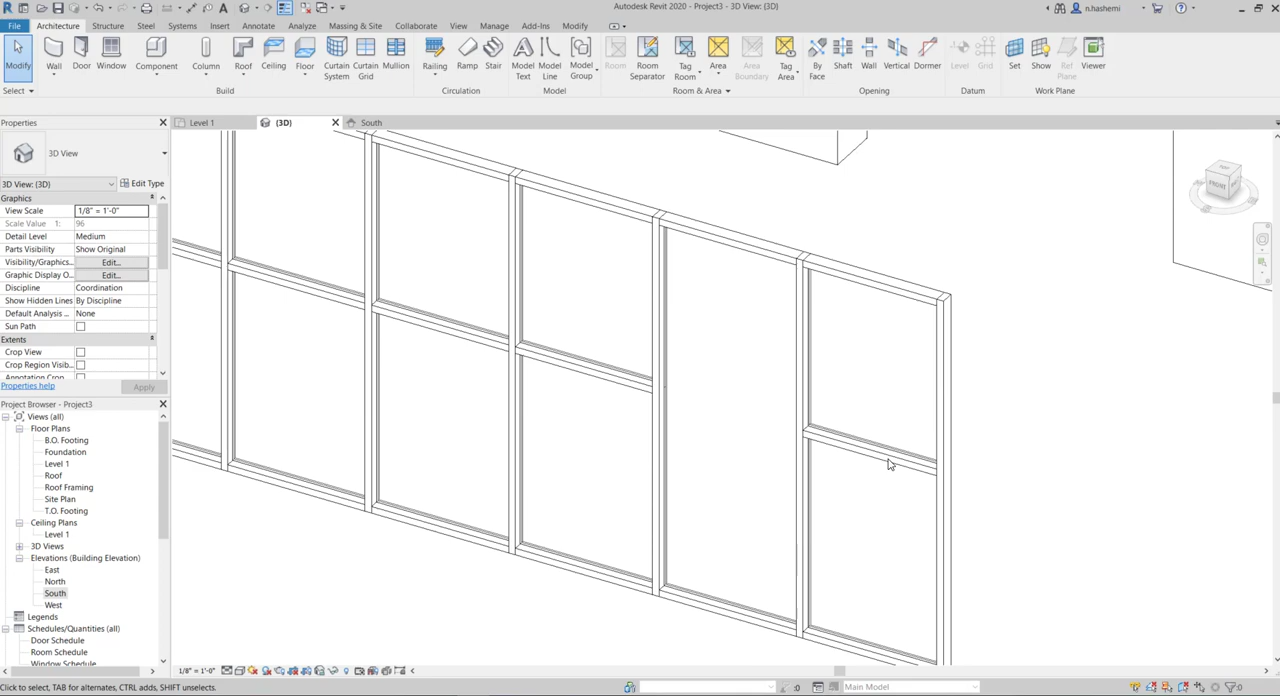 Autodesk Revit 2020 - Project3 - 3D View: {3D}
n.hashemi
File Architecture Structure Steel Systems Insert Annotate Analyze Massing & Site Collaborate View Manage Add-Ins Modify
Modify Wall Door Window Component Column Roof Ceiling Floor Curtain System Curtain Grid Mullion Railing Ramp Stair Model Text Model Line Model Group Room Room Separator Tag Room Area Area Boundary Tag Area By Face Shaft Wall Vertical Dormer Level Grid Set Show Ref Plane Viewer
Select Build Circulation Model Room & Area Opening Datum Work Plane
Properties
Level 1 {3D} South
3D View
3D View: {3D} Edit Type
Graphics
View Scale 1/8" = 1'-0"
Scale Value 1: 96
Detail Level Medium
Parts Visibility Show Original
Visibility/Graphics... Edit...
Graphic Display O... Edit...
Discipline Coordination
Show Hidden Lines By Discipline
Default Analysis ... None
Sun Path
Extents
Crop View
Crop Region Visib...
Annotation Crop
Properties help Apply
Project Browser - Project3
Views (all)
Floor Plans
B.O. Footing
Foundation
Level 1
Roof
Roof Framing
Site Plan
T.O. Footing
Ceiling Plans
Level 1
3D Views
Elevations (Building Elevation)
East
North
South
West
Legends
Schedules/Quantities (all)
Door Schedule
Room Schedule
Window Schedule
FRONT
1/8" = 1'-0"
Click to select, TAB for alternates, CTRL adds, SHIFT unselects.
:0
Main Model
:0